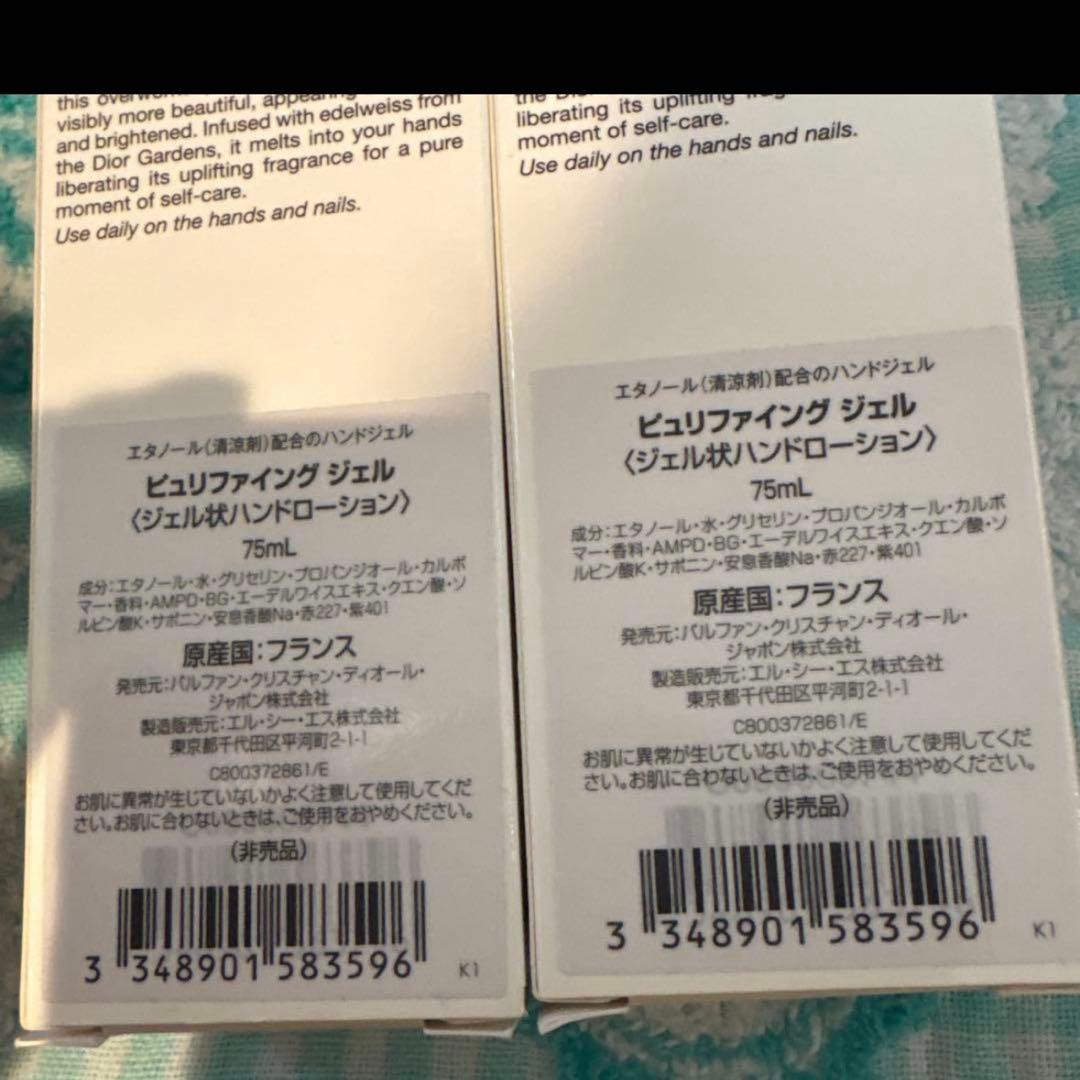 visibly more beautiful, appearing
and brightened. Infused with edelweiss from
the Dior Gardens, it melts into your hands
liberating its uplifting fragrance for a pure
moment of self-care.
Use daily on the hands and nails.
エタノール(清涼剤)配合のハンドジェル
ピュリファイング ジェル
〈ジェル状ハンドローション〉
75mL
成分:エタノール・水・グリセリン・プロパンジオール・カルボ
マー・香料・AMPD・BG・エーデルワイスエキス・クエン酸・ソ
ルビン酸K・サポニン・安息香酸Na・赤227・紫401
原産国:フランス
発売元:パルファン・クリスチャン・ディオール・
ジャポン株式会社
製造販売元:エル・シー・エス株式会社
東京都千代田区平河町2-1-1
C800372861/E
お肌に異常が生じていないかよく注意して使用してくだ
さい。お肌に合わないときは、ご使用をおやめください。
(非売品)
3 348901 583596
K1
liberating its uplifting
moment of self-care.
Use daily on the hands and nails.
エタノール(清涼剤)配合のハンドジェル
ピュリファイング ジェル
〈ジェル状ハンドローション〉
75mL
成分:エタノール・水・グリセリン・プロパンジオール・カルボ
マー・香料・AMPD・BG・エーデルワイスエキス・クエン酸・ソ
ルビン酸K・サポニン・安息香酸Na・赤227・紫401
原産国:フランス
発売元:パルファン・クリスチャン・ディオール・
ジャポン株式会社
製造販売元:エル・シー・エス株式会社
東京都千代田区平河町2-1-1
C800372861/E
お肌に異常が生じていないかよく注意して使用してくだ
さい。お肌に合わないときは、ご使用をおやめください。
(非売品)
3 348901 583596
K1